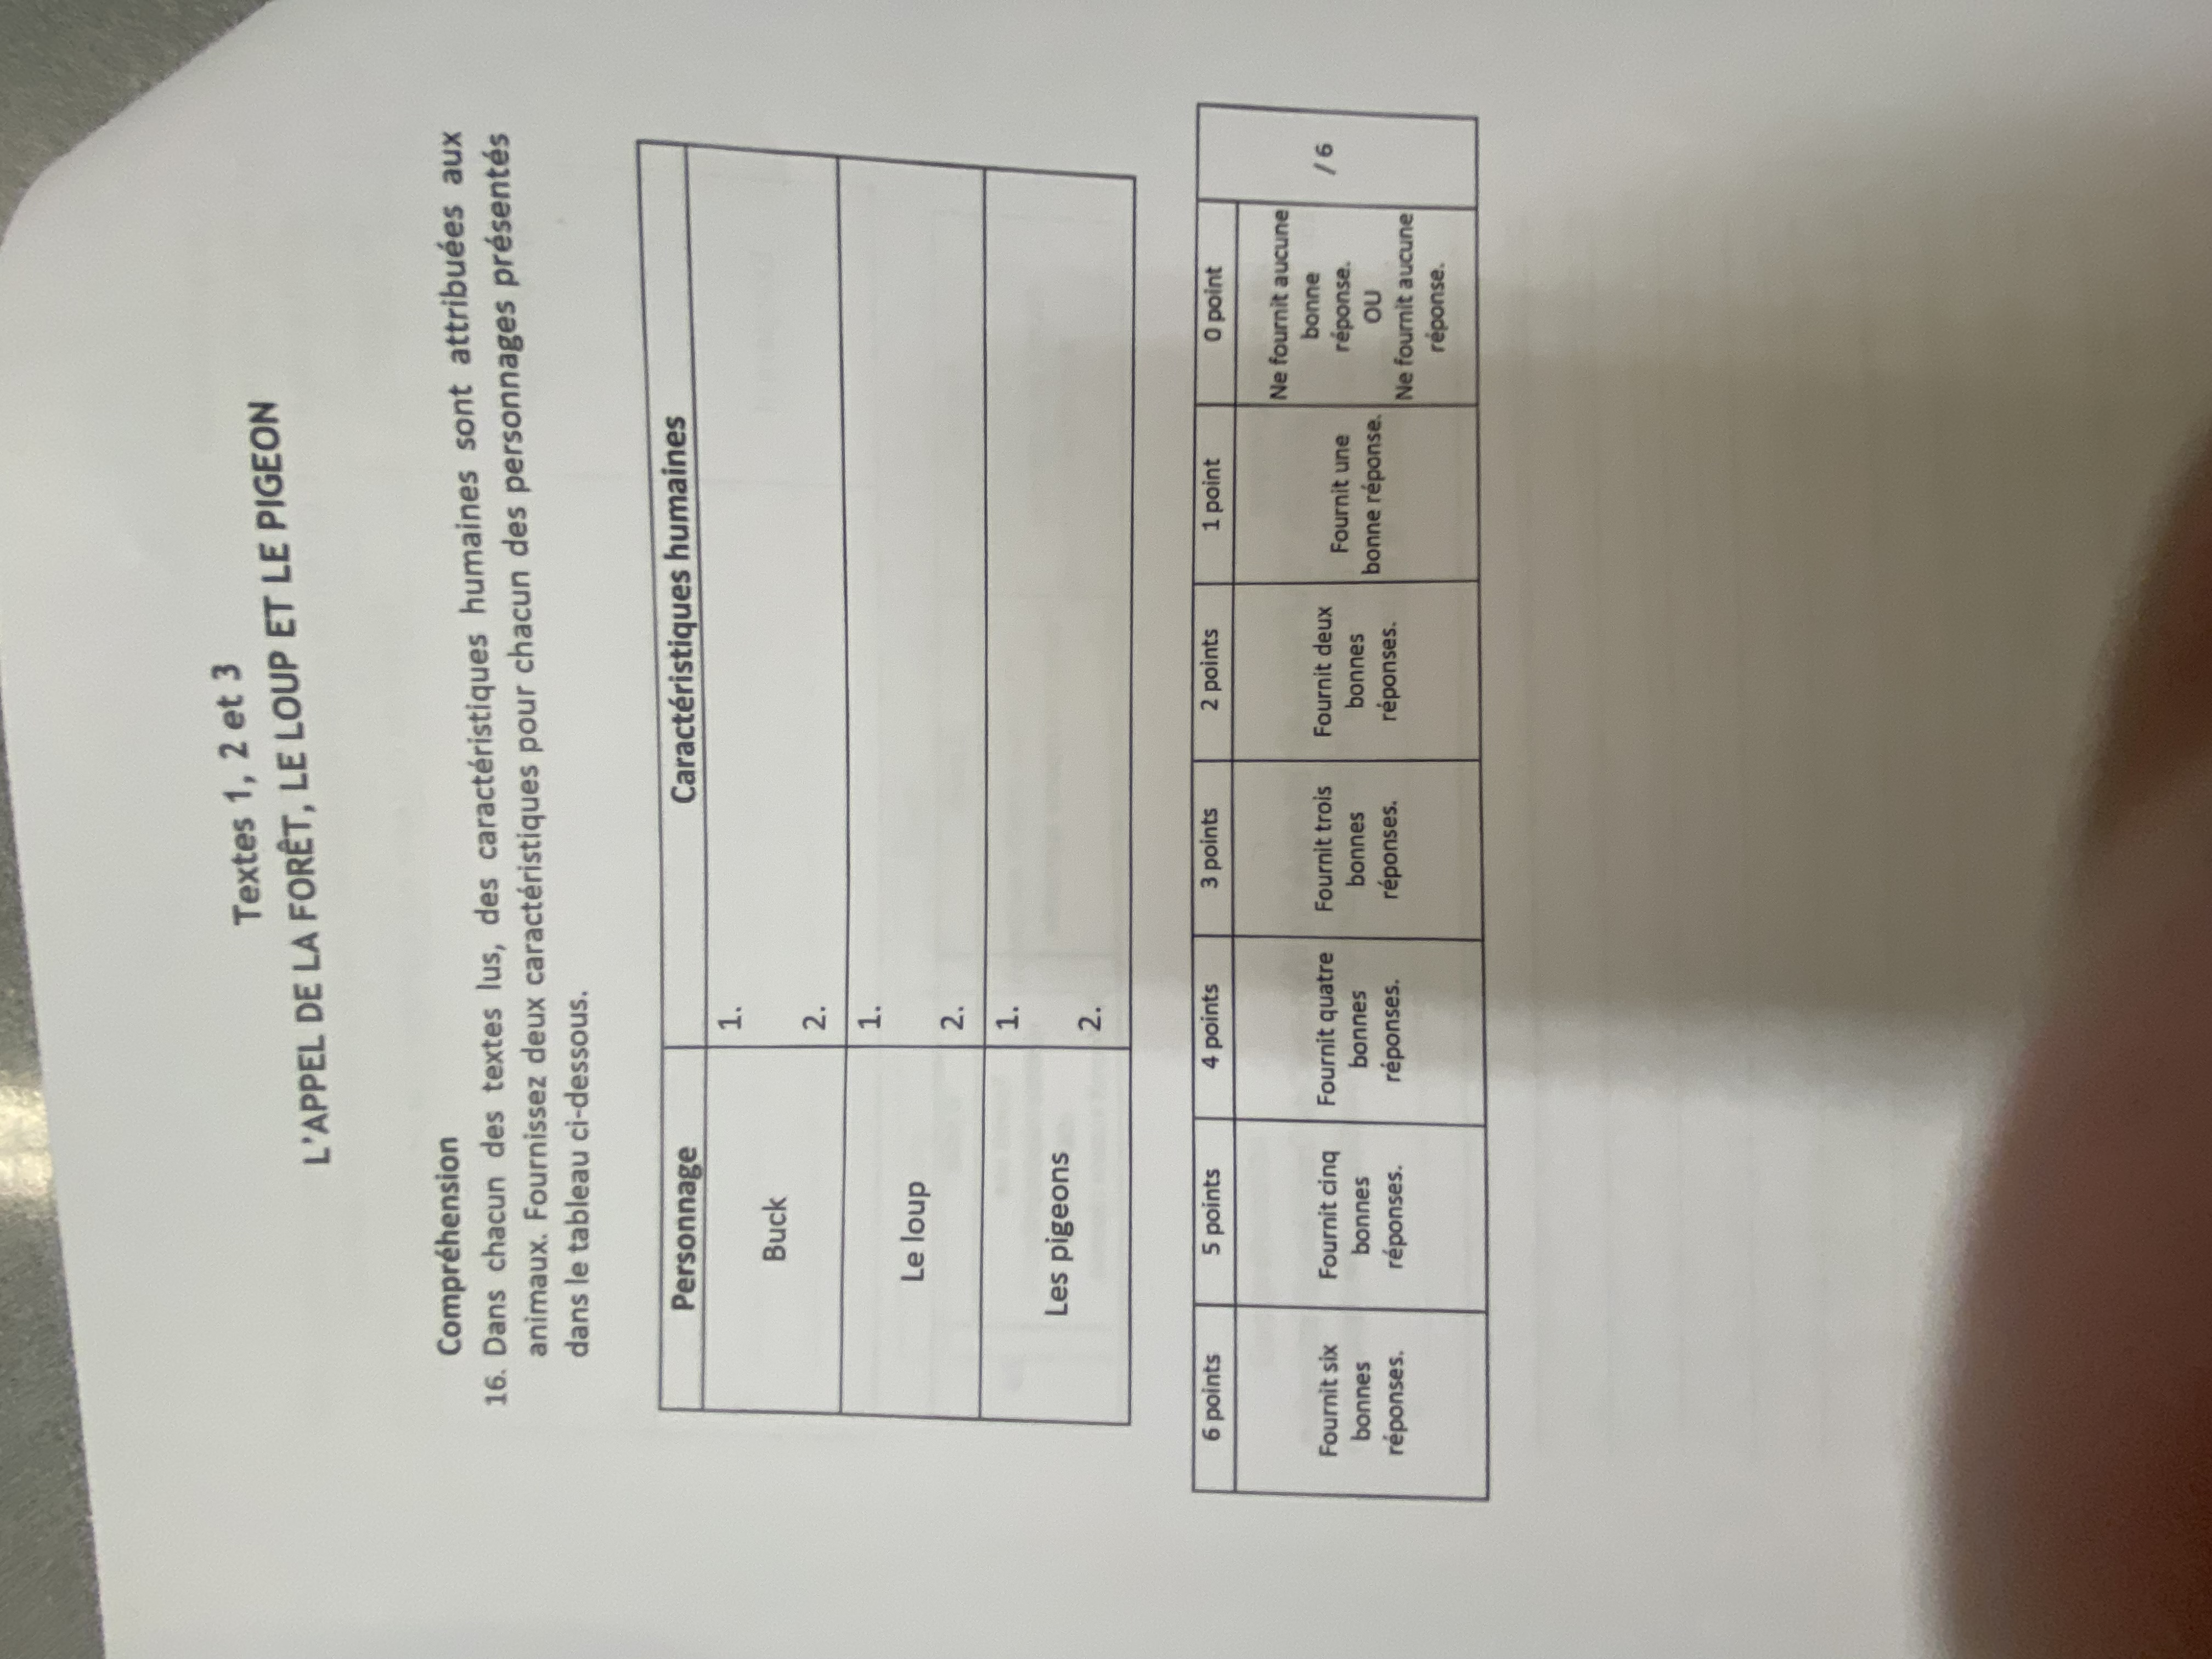 Textes 1, 2 et 3
L'APPEL DE LA FORÊT, LE LOUP ET LE PIGEON
Compréhension
16. Dans chacun des textes lus, des caractéristiques humaines sont attribuées aux
animaux. Fournissez deux caractéristiques pour chacun des personnages présentés
dans le tableau ci-dessous.
Personnage
Caractéristiques humaines
Buck
1.
2.
Le loup
1.
2.
Les pigeons
1.
2.
6 points
5 points
4 points
3 points
2 points
1 point
0 point
Fournit six
bonnes
réponses.
Fournit cinq
bonnes
réponses.
Fournit quatre
bonnes
réponses.
Fournit trois
bonnes
réponses.
Fournit deux
bonnes
réponses.
Fournit une
bonne réponse.
Ne fournit aucune
bonne
réponse.
OU
Ne fournit aucune
réponse.
/ 6